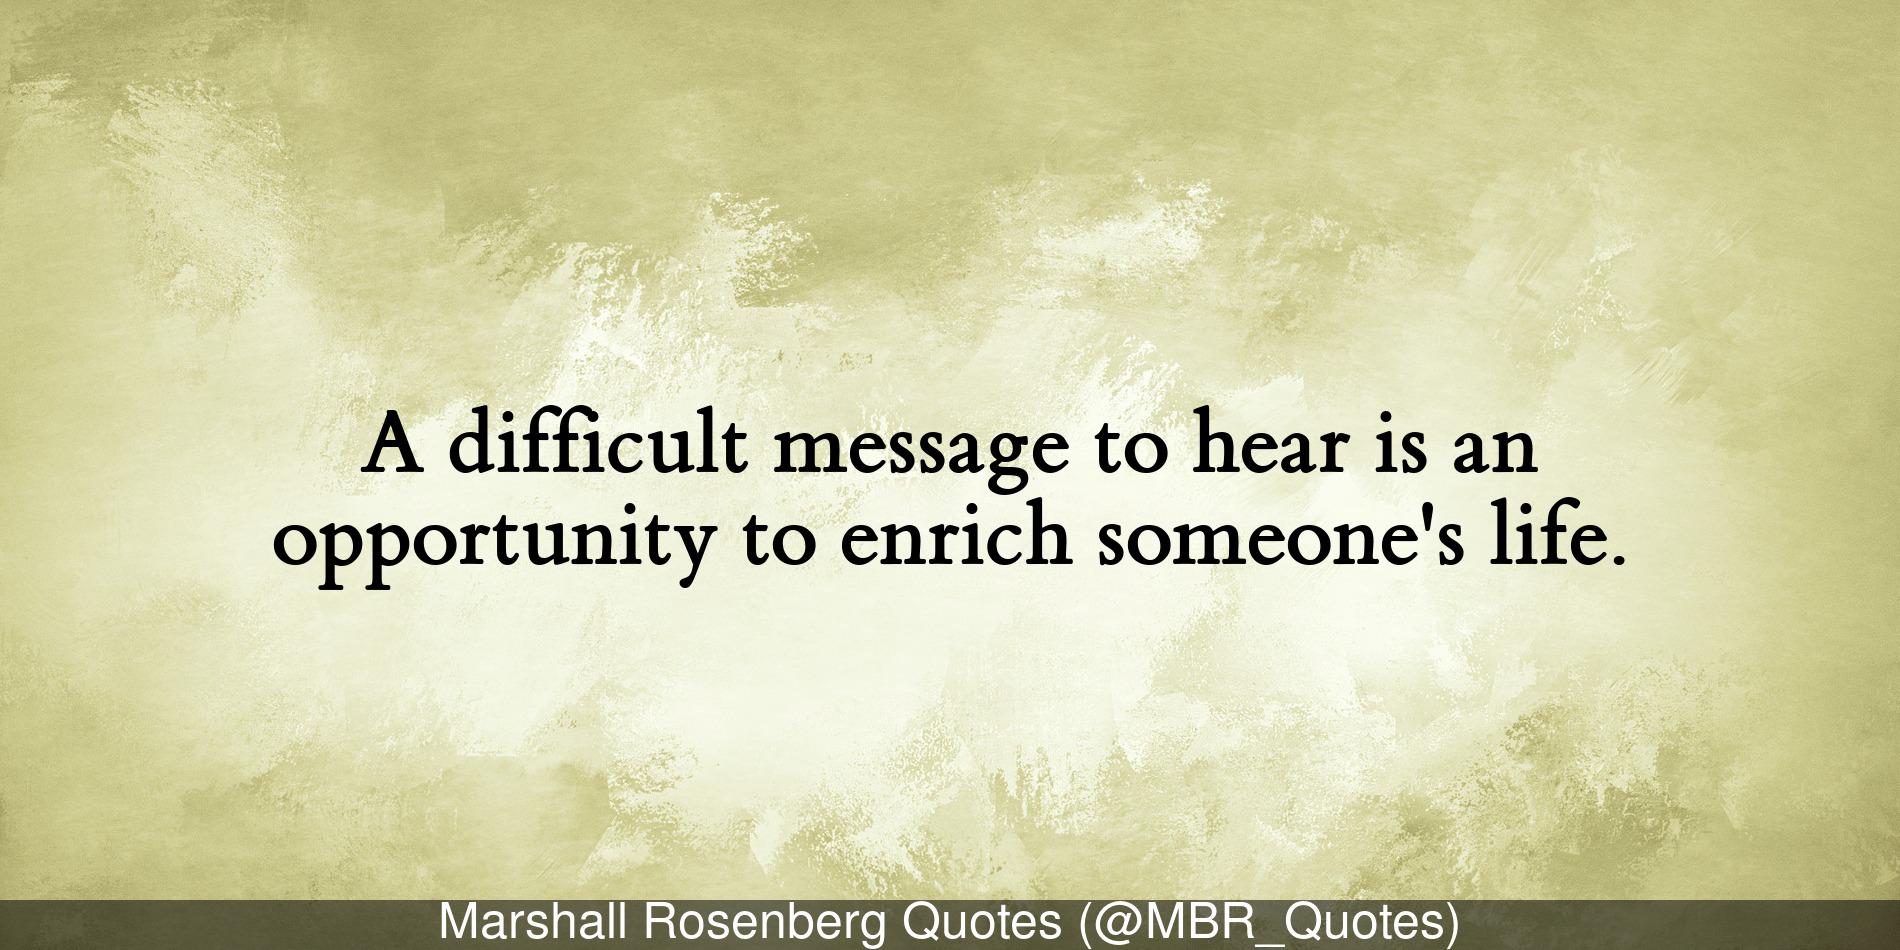 A difficult message to hear is an
opportunity to enrich someone's life.
Marshall Rosenberg Quotes (@MBR_Quotes)